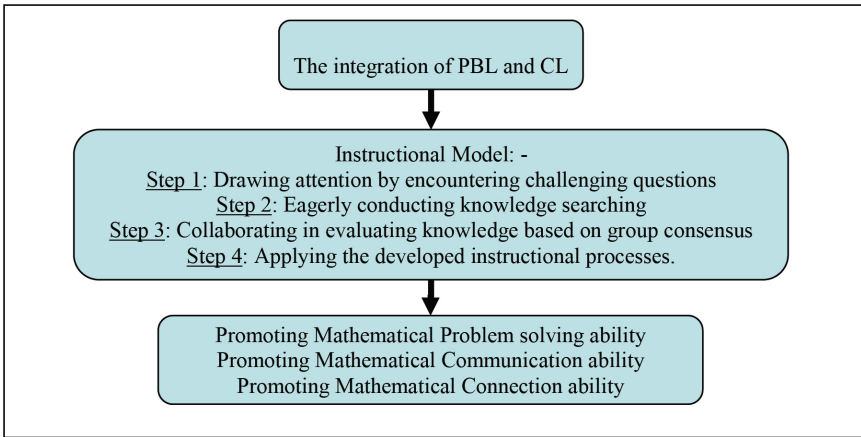 The integration of PBL and CL
Instructional Model: -
Step 1: Drawing attention by encountering challenging questions
Step 2: Eagerly conducting knowledge searching
Step 3: Collaborating in evaluating knowledge based on group consensus
Step 4: Applying the developed instructional processes.
Promoting Mathematical Problem solving ability
Promoting Mathematical Communication ability
Promoting Mathematical Connection ability